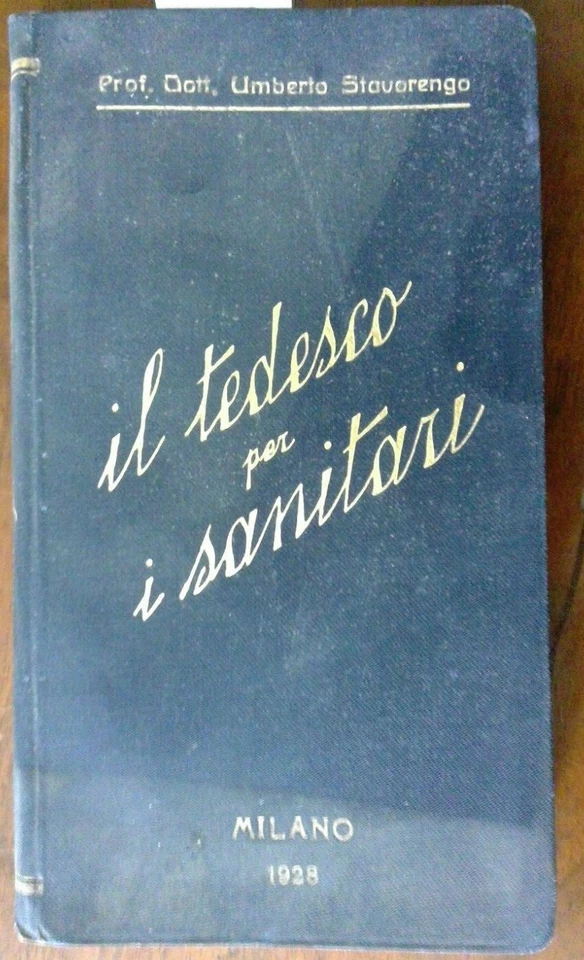 Prof. Dott. Umberto Stavorengo
il tedesco
per
i sanitari
MILANO
1928